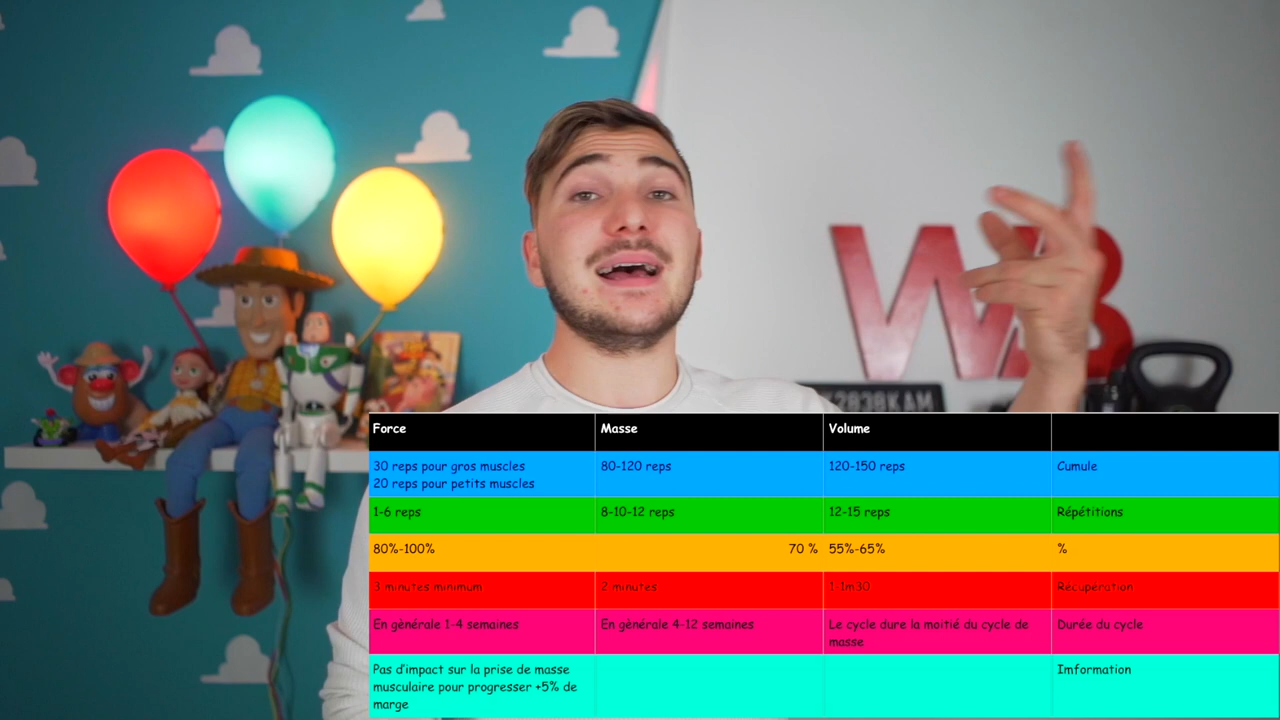 WB
2838KAM
Force Masse Volume
30 reps pour gros muscles 80-120 reps 120-150 reps Cumule
20 reps pour petits muscles
1-6 reps 8-10-12 reps 12-15 reps Répétitions
80%-100% 70 % 55%-65% %
3 minutes minimum 2 minutes 1-1m30 Récupération
En générale 1-4 semaines En générale 4-12 semaines Le cycle dure la moitié du cycle de Durée du cycle
masse
Pas d'impact sur la prise de masse Imformation
musculaire pour progresser +5% de
marge